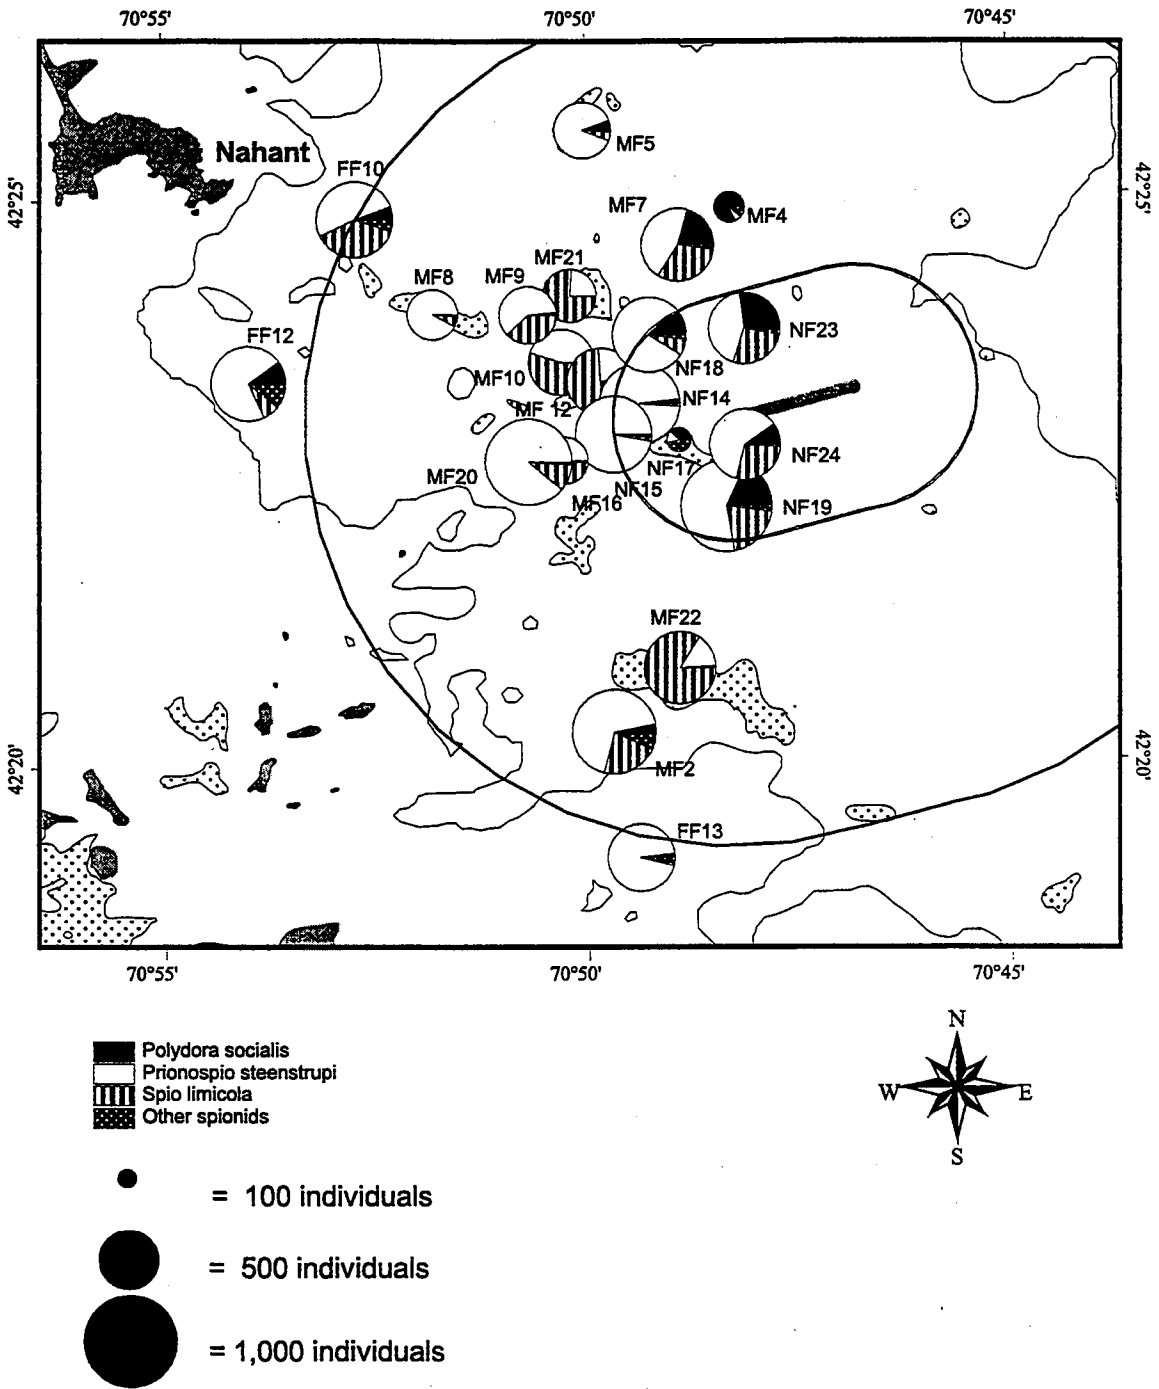 70°55'
70°50'
70°45'
Nahant
MF5
FF10
42°25'
42°25'
MF7
MF4
MF21
MF8
MF9
FF12
NF23
NF18
MF10
NF14
MF 12
NF17
NF24
MF20
NF15
MF16
NF19
MF22
MF2
42°20'
42°20'
FF13
70°55'
70°50'
70°45'
N
W
E
S
Polydora socialis
Prionospio steenstrupi
Spio limicola
Other spionids
= 100 individuals
= 500 individuals
= 1,000 individuals